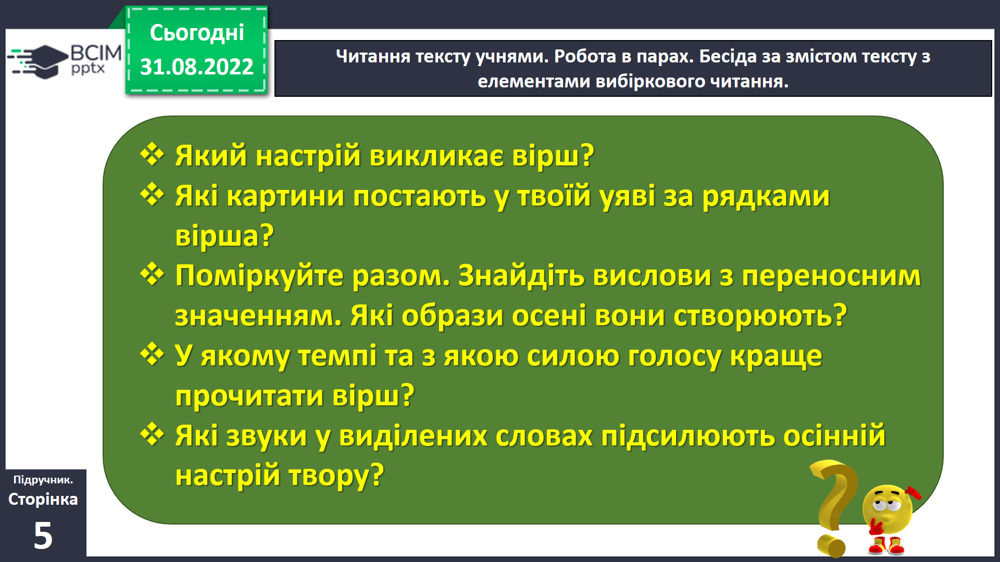 Сьогодні
31.08.2022
ВСІМ
pptx
Читання тексту учнями. Робота в парах. Бесіда за змістом тексту з
елементами вибіркового читання.
❖ Який настрій викликає вірш?
❖ Які картини постають у твоїй уяві за рядками
вірша?
❖ Поміркуйте разом. Знайдіть вислови з переносним
значенням. Які образи осені вони створюють?
❖ У якому темпі та з якою силою голосу краще
прочитати вірш?
❖ Які звуки у виділених словах підсилюють осінній
настрій твору?
Підручник.
Сторінка
5